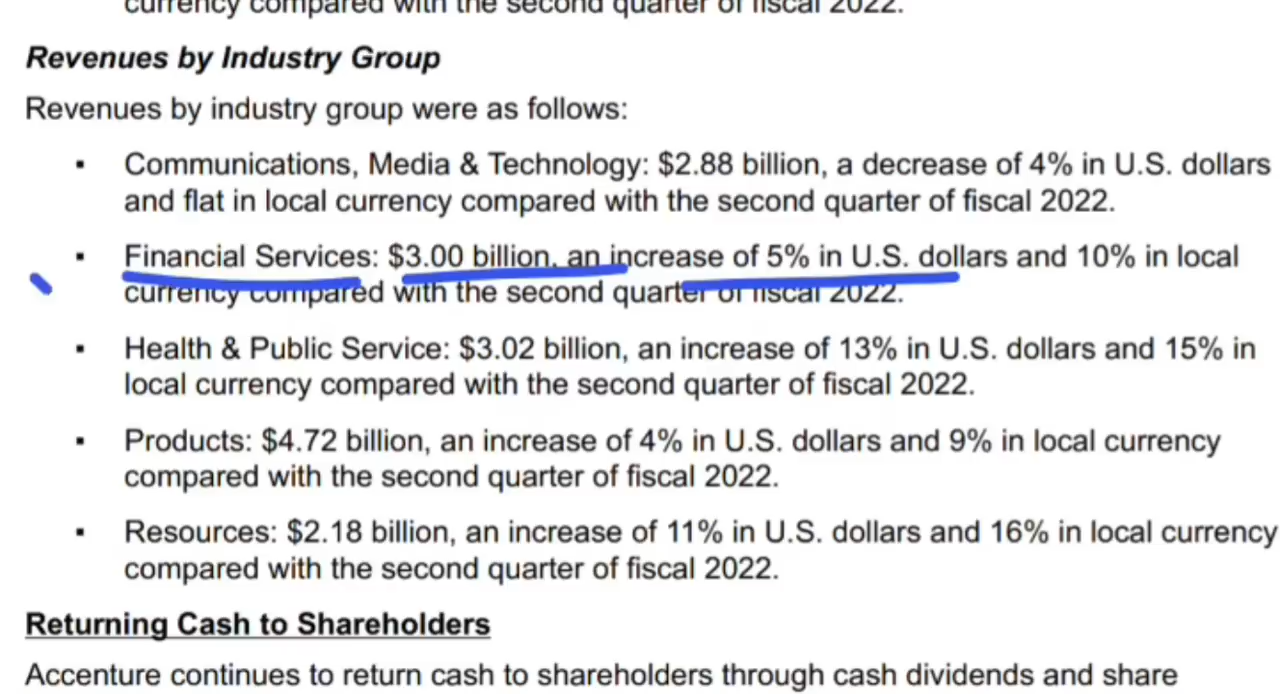 currency compared with the second quarter of fiscal 2022.
Revenues by Industry Group
Revenues by industry group were as follows:
▪ Communications, Media & Technology: $2.88 billion, a decrease of 4% in U.S. dollars
and flat in local currency compared with the second quarter of fiscal 2022.
▪ Financial Services: $3.00 billion, an increase of 5% in U.S. dollars and 10% in local
currency compared with the second quarter of fiscal 2022.
▪ Health & Public Service: $3.02 billion, an increase of 13% in U.S. dollars and 15% in
local currency compared with the second quarter of fiscal 2022.
▪ Products: $4.72 billion, an increase of 4% in U.S. dollars and 9% in local currency
compared with the second quarter of fiscal 2022.
▪ Resources: $2.18 billion, an increase of 11% in U.S. dollars and 16% in local currency
compared with the second quarter of fiscal 2022.
Returning Cash to Shareholders
Accenture continues to return cash to shareholders through cash dividends and share